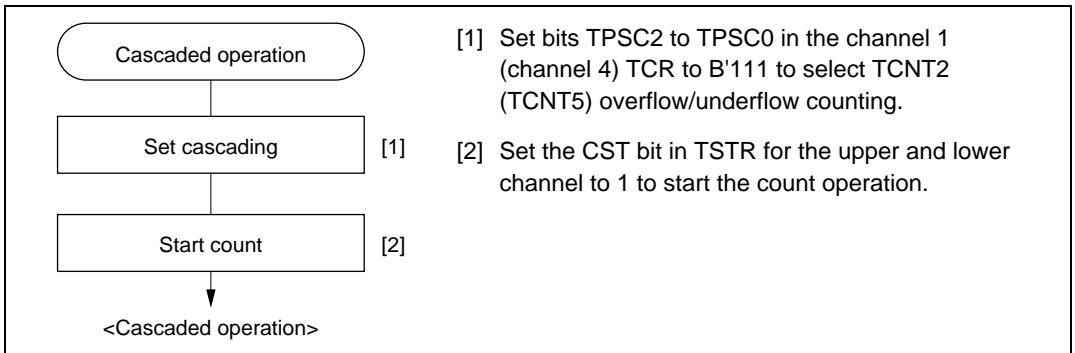 Cascaded operation
Set cascading [1]
Start count [2]
<Cascaded operation>
[1] Set bits TPSC2 to TPSC0 in the channel 1
(channel 4) TCR to B'111 to select TCNT2
(TCNT5) overflow/underflow counting.
[2] Set the CST bit in TSTR for the upper and lower
channel to 1 to start the count operation.